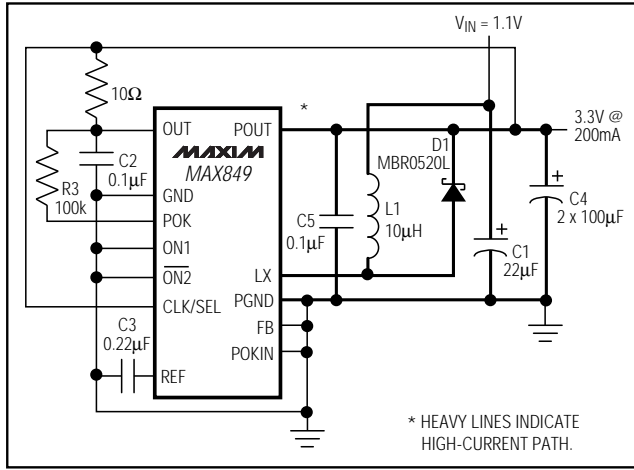 VIN = 1.1V
10Ω
*
3.3V @
200mA
OUT
POUT
D1
MBR0520L
MAXIM
MAX849
C2
0.1µF
R3
100k
GND
POK
C5
0.1µF
L1
10µH
C4
2 x 100µF
ON1
C1
22µF
ON2
LX
CLK/SEL
PGND
C3
0.22µF
FB
POKIN
REF
* HEAVY LINES INDICATE
HIGH-CURRENT PATH.